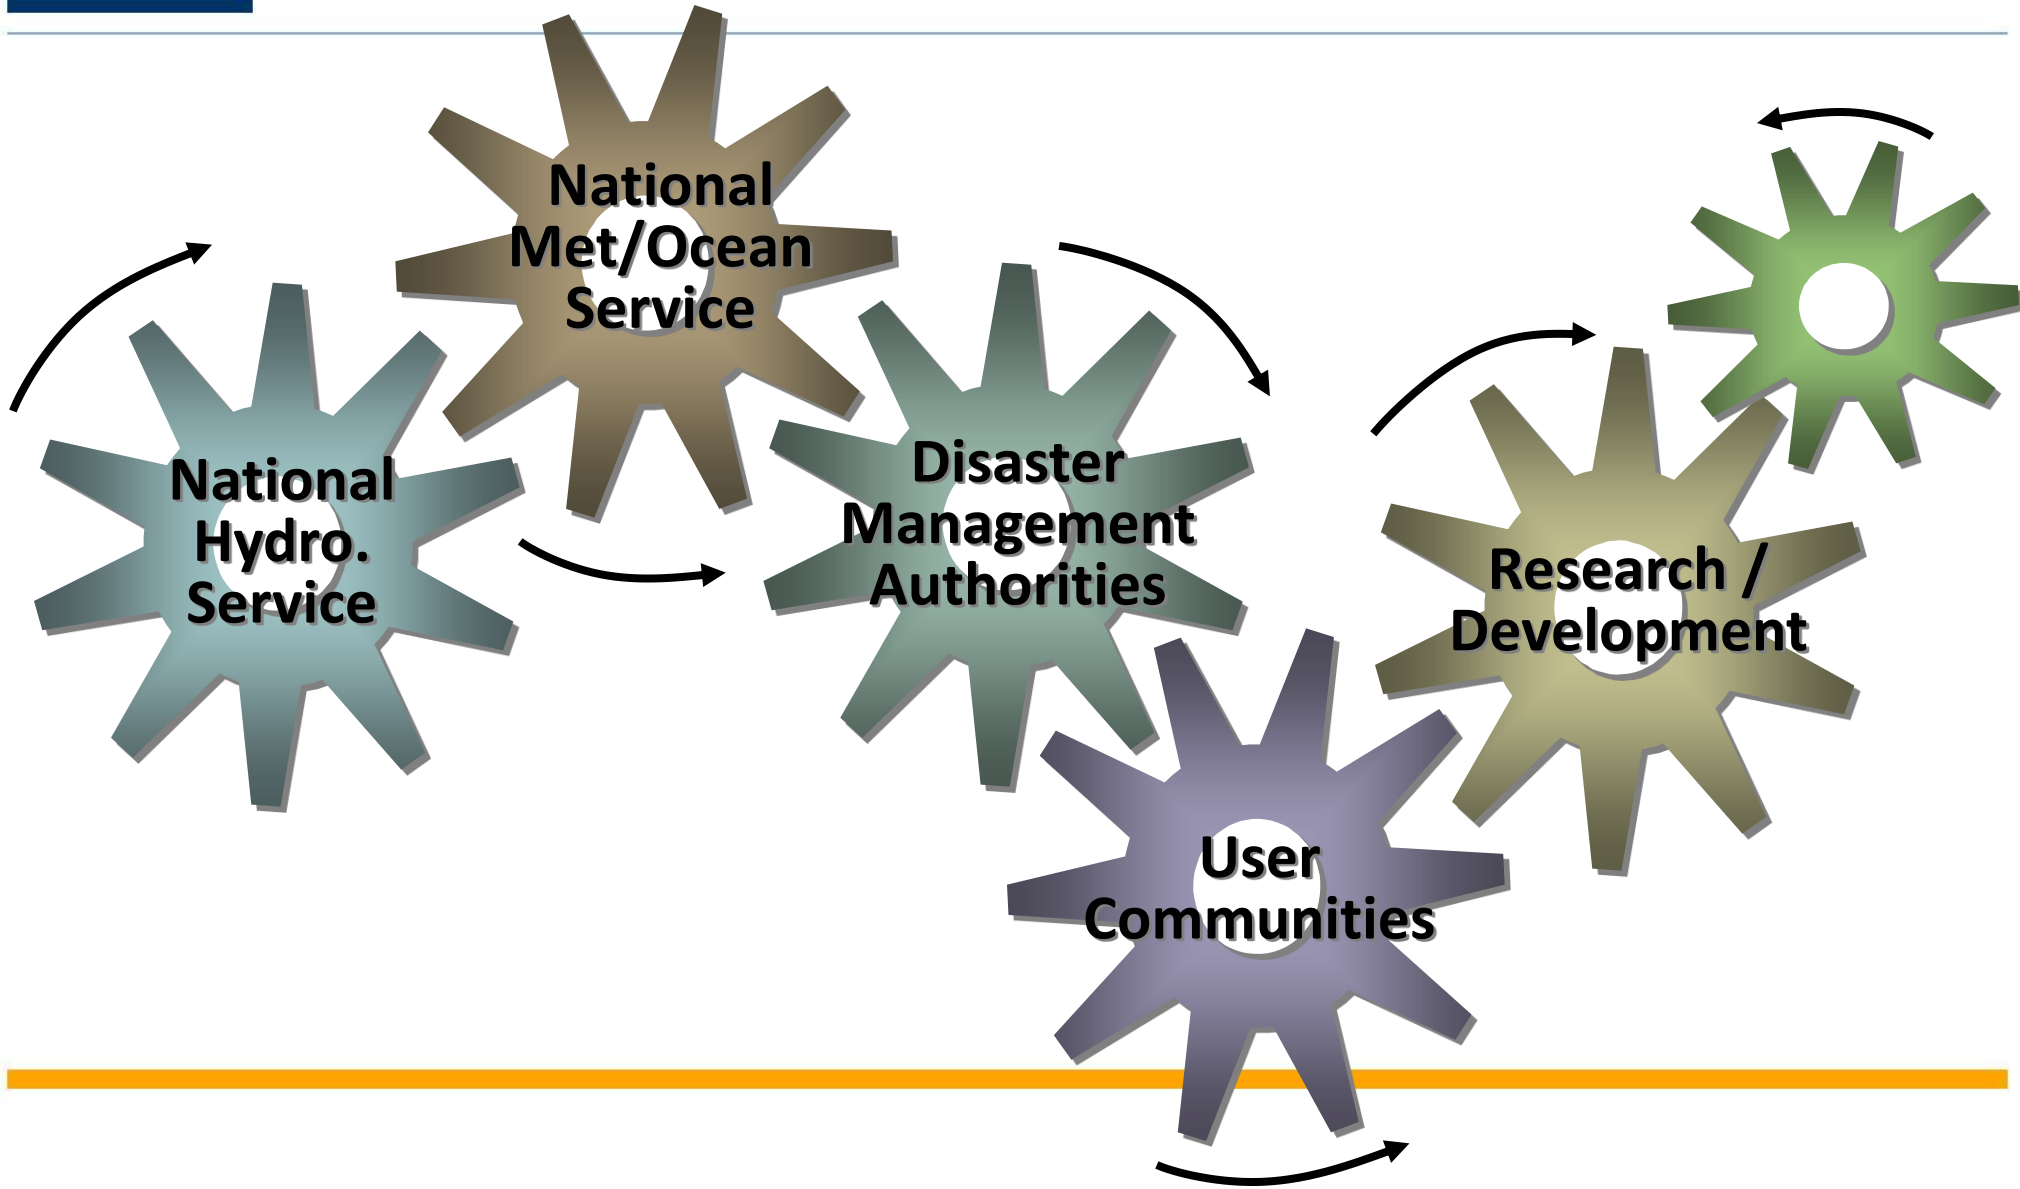 National
Met/Ocean
Service
National
Hydro.
Service
Disaster
Management
Authorities
Research /
Development
User
Communities